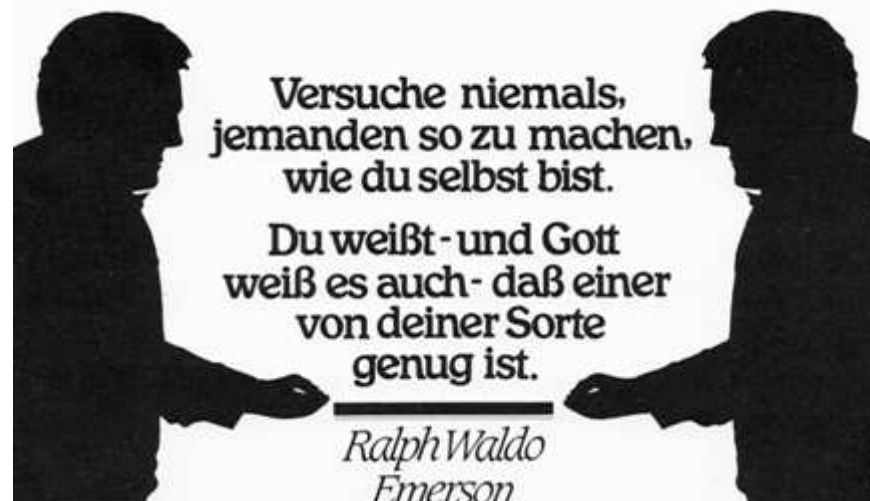 Versuche niemals,
jemanden so zu machen,
wie du selbst bist.
Du weißt - und Gott
weiß es auch - daß einer
von deiner Sorte
genug ist.
Ralph Waldo
Emerson